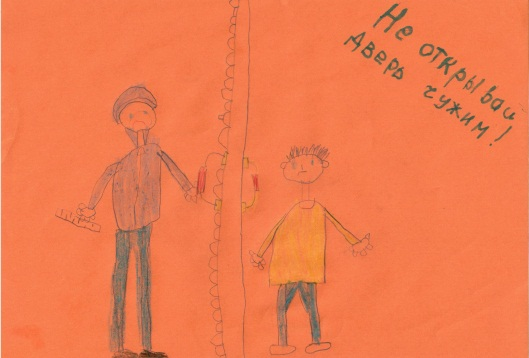 Не открывай
дверь чужим!